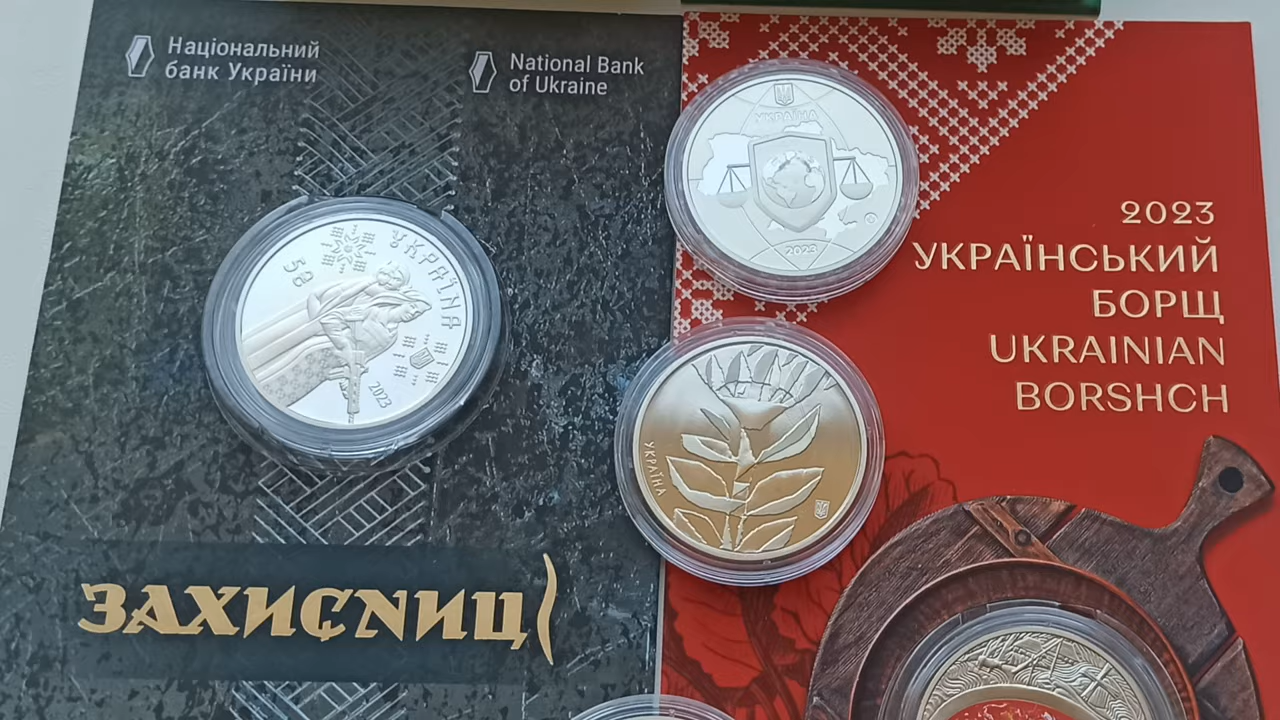 Національний
банк України
National Bank
of Ukraine
УКРАЇНА
2023
5₴
УКРАЇНА
2023
2023
УКРАЇНСЬКИЙ
БОРЩ
UKRAINIAN
BORSHCH
УКРАЇНА
ЗАХИСНИЦІ